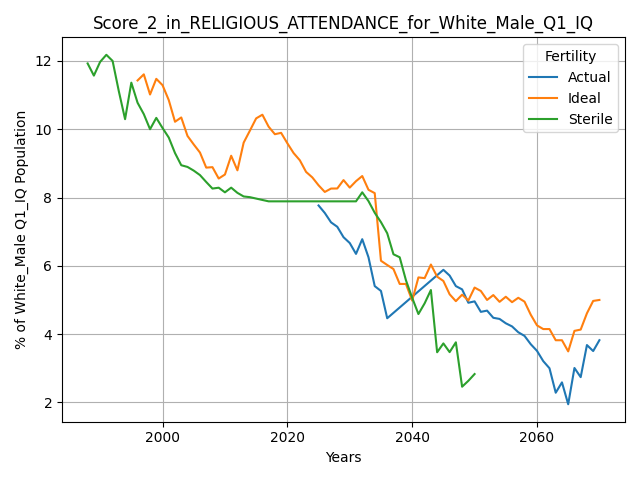 Score_2_in_RELIGIOUS_ATTENDANCE_for_White_Male_Q1_IQ
Fertility
Actual
Ideal
Sterile
% of White_Male Q1_IQ Population
12
10
8
6
4
2
2000
2020
2040
2060
Years